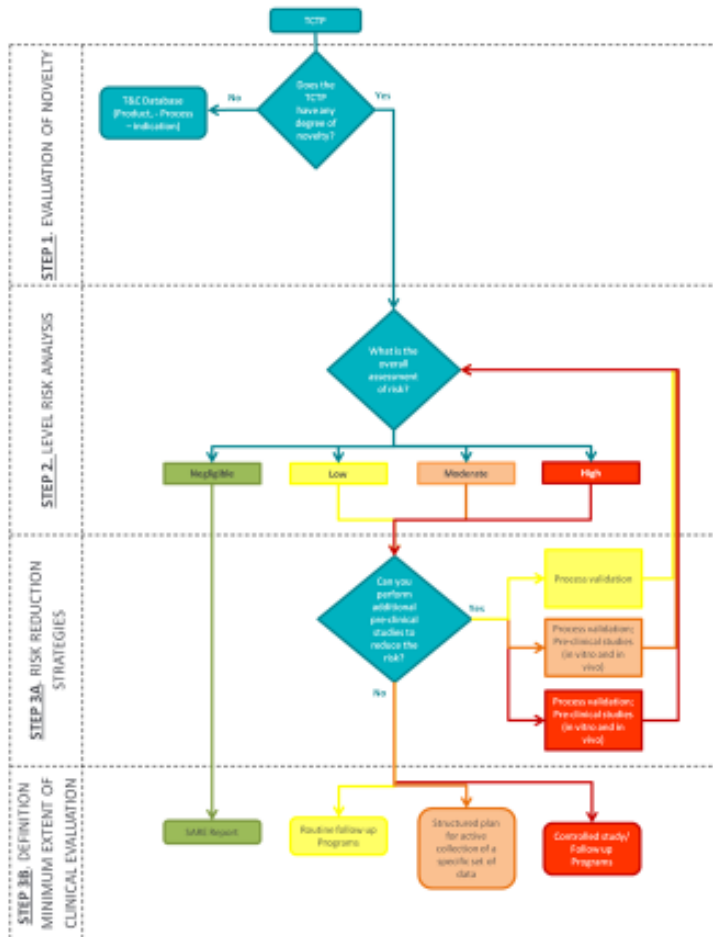 TCTP
Does the
TCTP
have any
degree of
novelty?
No
Yes
T&C Database
(Product, - Process
– Indication)
STEP 1. EVALUATION OF NOVELTY
What is the
overall
assessment
of risk?
Negligible
Low
Moderate
High
STEP 2. LEVEL RISK ANALYSIS
Can you
perform
additional
pre-clinical
studies to
reduce the
risk?
Yes
No
Process validation
Process validation;
Pre-clinical studies
(in vitro and in
vivo)
Process validation;
Pre-clinical studies
(in vitro and in
vivo)
STEP 3A. RISK REDUCTION
STRATEGIES
SARE Report
Routine follow-up
Programs
Structured plan
for active
collection of a
specific set of
data
Controlled study/
Follow up
Programs
STEP 3B. DEFINITION
MINIMUM EXTENT OF
CLINICAL EVALUATION